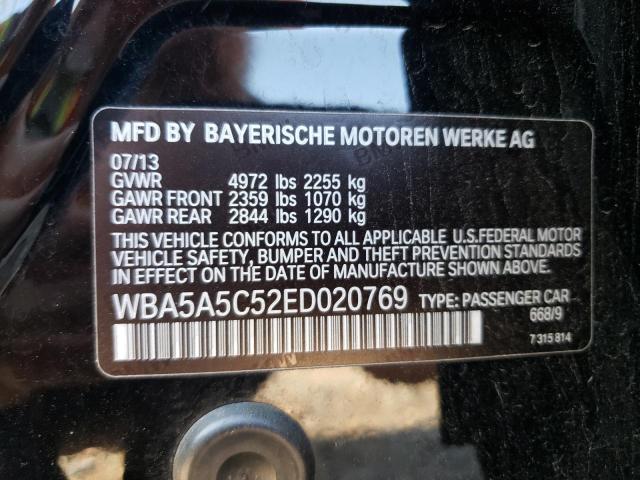 MFD BY BAYERISCHE MOTOREN WERKE AG
07/13
GVWR 4972 lbs 2255 kg
GAWR FRONT 2359 lbs 1070 kg
GAWR REAR 2844 lbs 1290 kg
THIS VEHICLE CONFORMS TO ALL APPLICABLE U.S.FEDERAL MOTOR
VEHICLE SAFETY, BUMPER AND THEFT PREVENTION STANDARDS
IN EFFECT ON THE DATE OF MANUFACTURE SHOWN ABOVE.
WBA5A5C52ED020769 TYPE: PASSENGER CAR
668/9
7 315 814